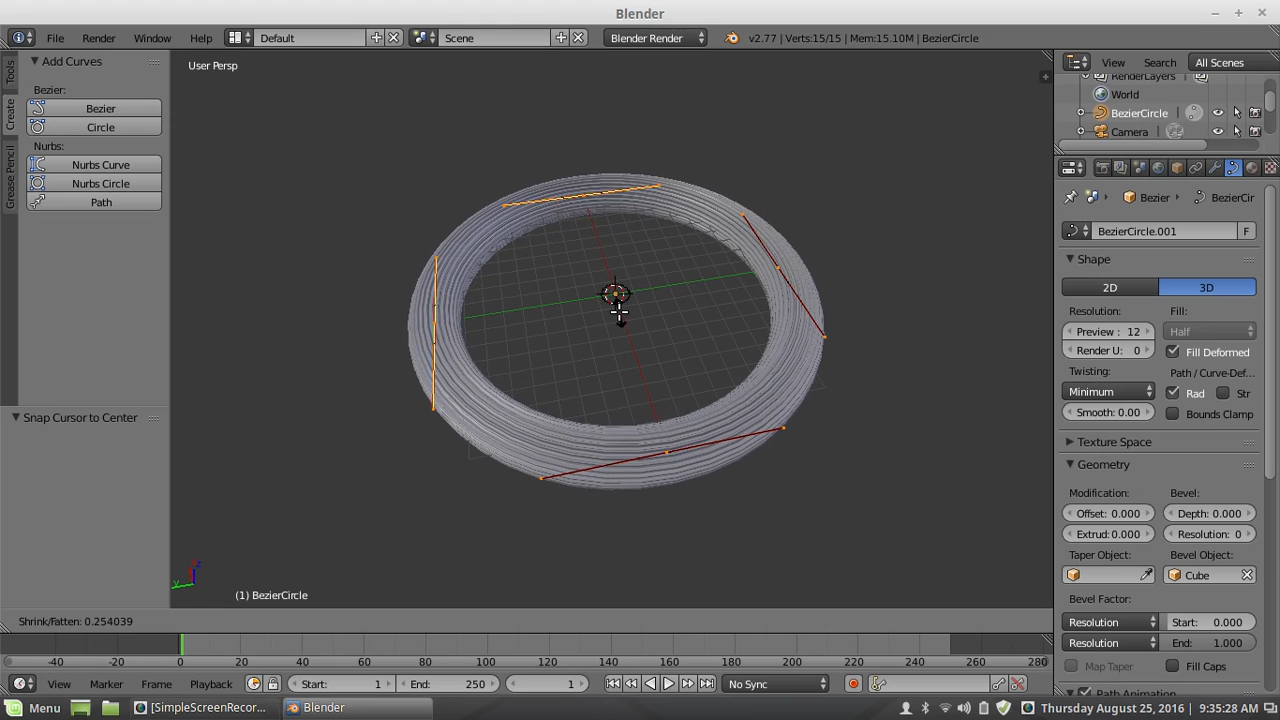 Blender
File Render Window Help Default Scene Blender Render v2.77 | Verts:15/15 | Mem:15.10M | BezierCircle
Tools
Create
Grease Pencil
Add Curves
Bezier:
Bezier
Circle
Nurbs:
Nurbs Curve
Nurbs Circle
Path
Snap Cursor to Center
User Persp
z
y
(1) BezierCircle
Shrink/Fatten: 0.254039
View Search All Scenes
RenderLayers
World
BezierCircle
Camera
Bezier BezierCir
BezierCircle.001 F
Shape
2D 3D
Resolution: Fill:
Preview : 12 Half
Render U: 0 Fill Deformed
Twisting: Path / Curve-Def...
Minimum Rad Str
Smooth: 0.00 Bounds Clamp
Texture Space
Geometry
Modification: Bevel:
Offset: 0.000 Depth: 0.000
Extrud: 0.000 Resolution: 0
Taper Object: Bevel Object:
Cube
Bevel Factor:
Resolution Start: 0.000
Resolution End: 1.000
Map Taper Fill Caps
Path Animation
-40 -20 0 20 40 60 80 100 120 140 160 180 200 220 240 260 280
View Marker Frame Playback Start: 1 End: 250 1 No Sync
Menu [SimpleScreenRecor... Blender Thursday August 25, 2016 9:35:28 AM